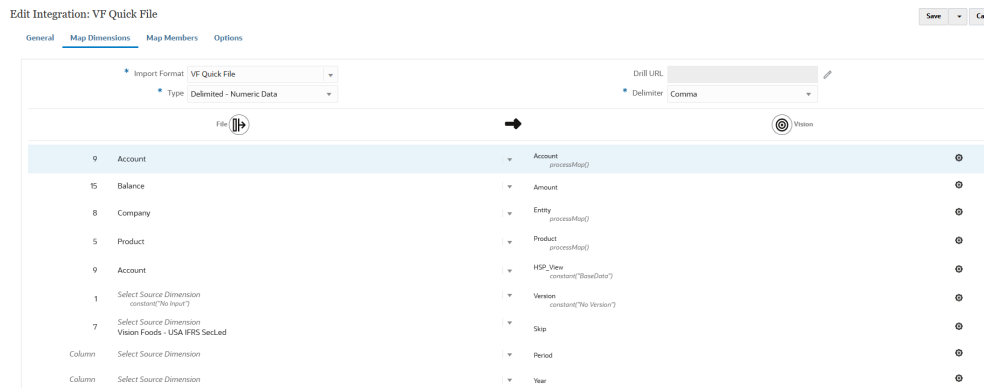 Edit Integration: VF Quick File
Save
General Map Dimensions Map Members Options
* Import Format VF Quick File Drill URL
* Type Delimited - Numeric Data * Delimiter Comma
File Vision
9 Account Account
processMap()
15 Balance Amount
8 Company Entity
processMap()
5 Product Product
processMap()
9 Account HSP_View
constant("BaseData")
1 Select Source Dimension Version
constant("No Input") constant("No Version")
7 Select Source Dimension Skip
Vision Foods - USA IFRS SecLed
Column Select Source Dimension Period
Column Select Source Dimension Year